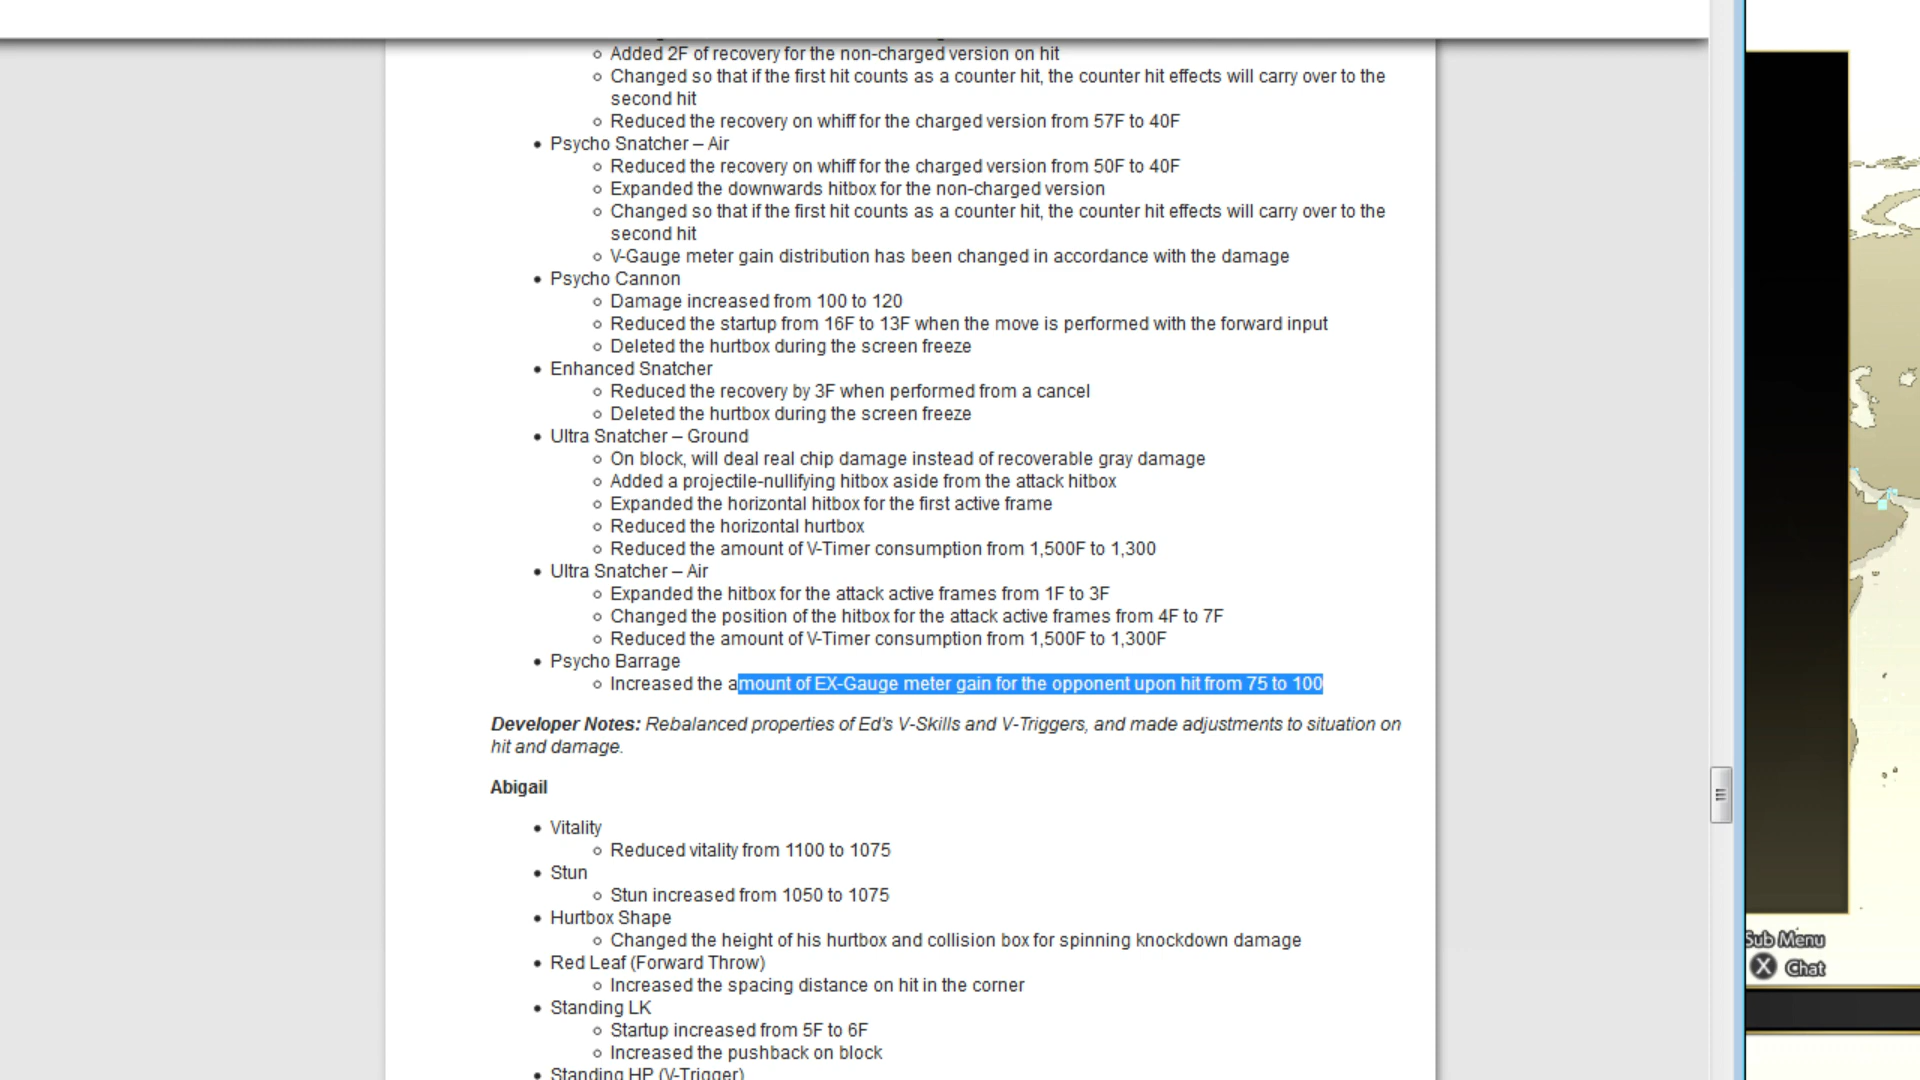 Added 2F of recovery for the non-charged version on hit
Changed so that if the first hit counts as a counter hit, the counter hit effects will carry over to the
second hit
Reduced the recovery on whiff for the charged version from 57F to 40F
Psycho Snatcher – Air
Reduced the recovery on whiff for the charged version from 50F to 40F
Expanded the downwards hitbox for the non-charged version
Changed so that if the first hit counts as a counter hit, the counter hit effects will carry over to the
second hit
V-Gauge meter gain distribution has been changed in accordance with the damage
Psycho Cannon
Damage increased from 100 to 120
Reduced the startup from 16F to 13F when the move is performed with the forward input
Deleted the hurtbox during the screen freeze
Enhanced Snatcher
Reduced the recovery by 3F when performed from a cancel
Deleted the hurtbox during the screen freeze
Ultra Snatcher – Ground
On block, will deal real chip damage instead of recoverable gray damage
Added a projectile-nullifying hitbox aside from the attack hitbox
Expanded the horizontal hitbox for the first active frame
Reduced the horizontal hurtbox
Reduced the amount of V-Timer consumption from 1,500F to 1,300
Ultra Snatcher – Air
Expanded the hitbox for the attack active frames from 1F to 3F
Changed the position of the hitbox for the attack active frames from 4F to 7F
Reduced the amount of V-Timer consumption from 1,500F to 1,300F
Psycho Barrage
Increased the amount of EX-Gauge meter gain for the opponent upon hit from 75 to 100
Developer Notes: Rebalanced properties of Ed's V-Skills and V-Triggers, and made adjustments to situation on
hit and damage.
Abigail
Vitality
Reduced vitality from 1100 to 1075
Stun
Stun increased from 1050 to 1075
Hurtbox Shape
Changed the height of his hurtbox and collision box for spinning knockdown damage
Red Leaf (Forward Throw)
Increased the spacing distance on hit in the corner
Standing LK
Startup increased from 5F to 6F
Increased the pushback on block
Standing HP (V-Trigger)
Sub Menu
X Chat